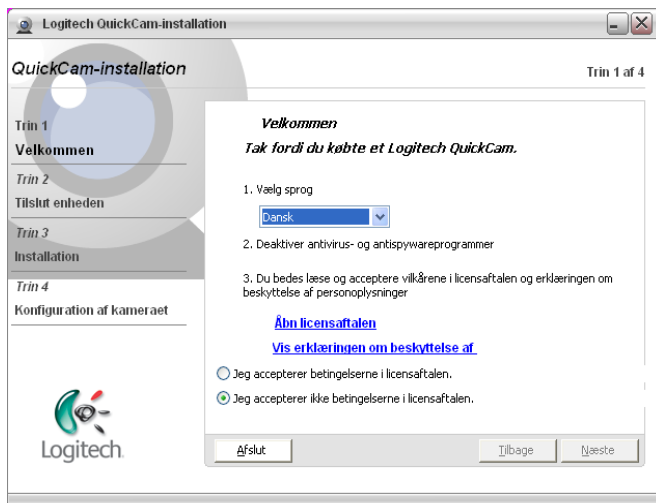 Logitech QuickCam-installation
QuickCam-installation
Trin 1 af 4
Trin 1
Velkommen
Trin 2
Tilslut enheden
Trin 3
Installation
Trin 4
Konfiguration af kameraet
Logitech
Velkommen
Tak fordi du købte et Logitech QuickCam.
1. Vælg sprog
Dansk
2. Deaktiver antivirus- og antispywareprogrammer
3. Du bedes læse og acceptere vilkårene i licensaftalen og erklæringen om
beskyttelse af personoplysninger
Åbn licensaftalen
Vis erklæringen om beskyttelse af
Jeg accepterer betingelserne i licensaftalen.
Jeg accepterer ikke betingelserne i licensaftalen.
Afslut
Tilbage
Næste